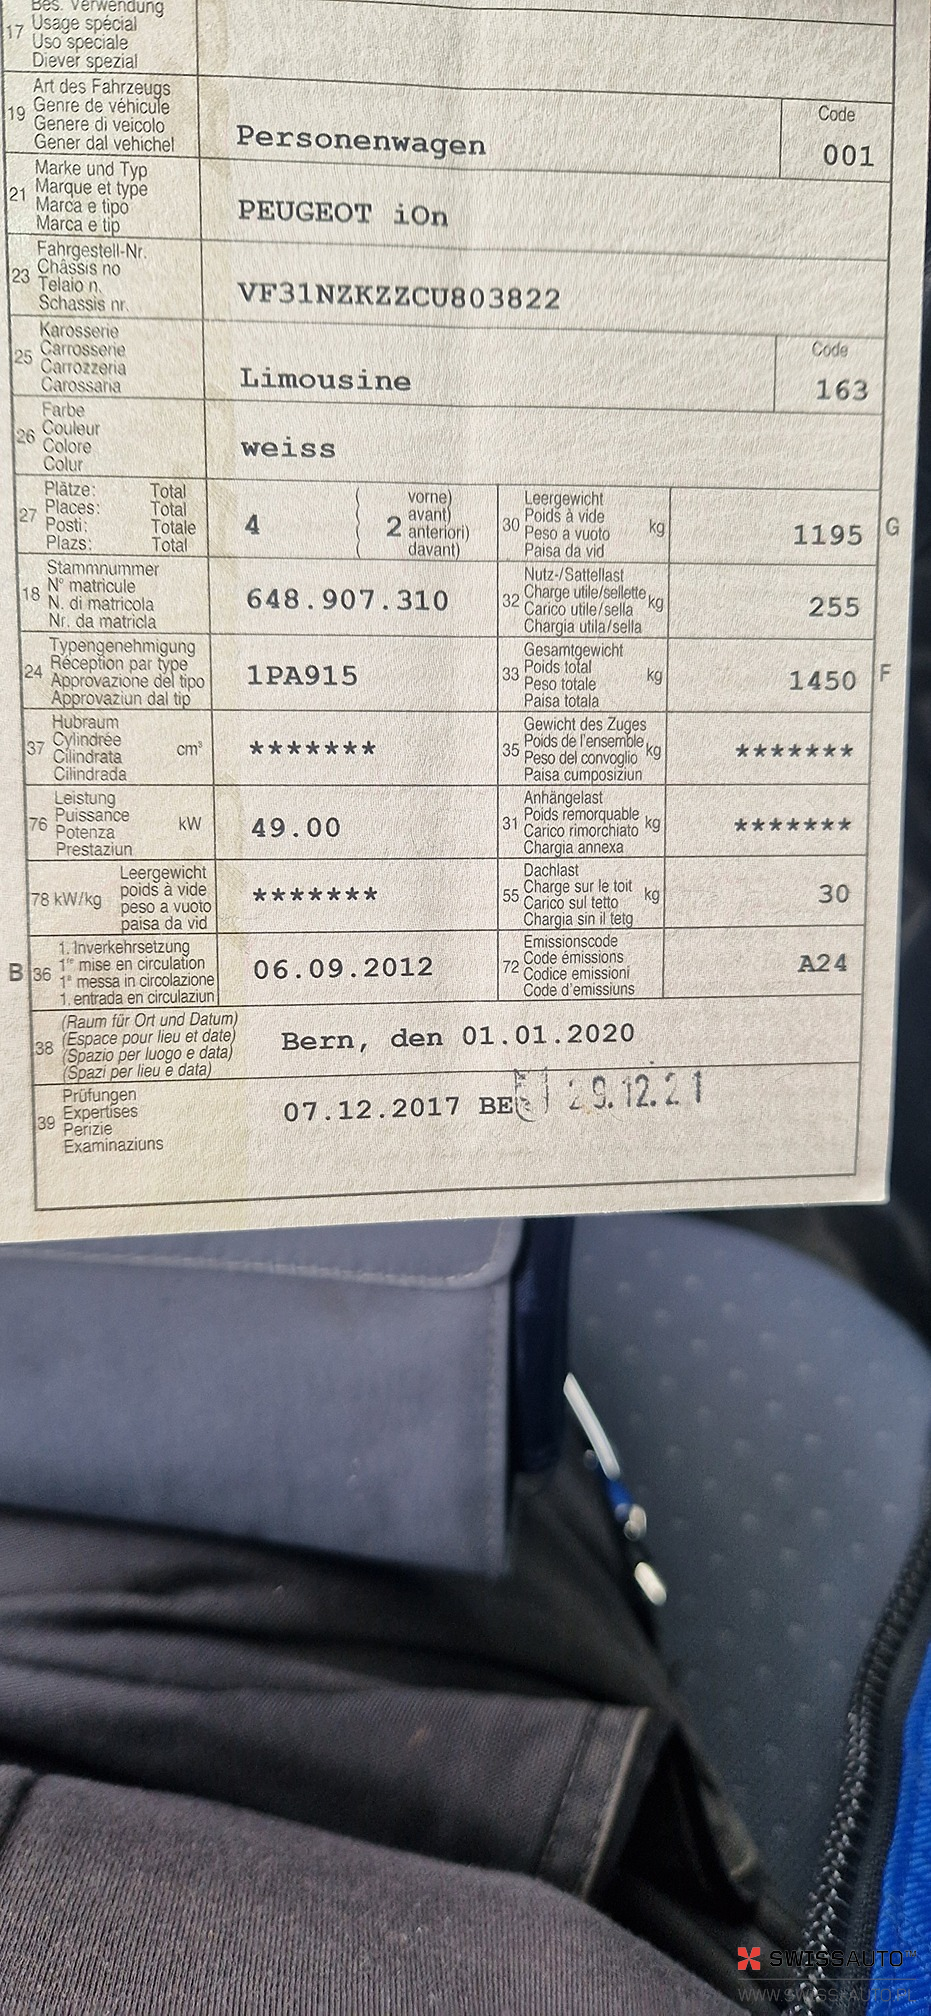 Bes. Verwendung
17 Usage spécial
Uso speciale
Diever spezial
Art des Fahrzeugs
19 Genre de véhicule
Genere di veicolo
Gener dal vehichel
Personenwagen
Code
001
Marke und Typ
21 Marque et type
Marca e tipo
Marca e tip
PEUGEOT iOn
Fahrgestell-Nr.
23 Châssis no
Telaio n.
Schassis nr.
VF31NZKZZCU803822
Karosserie
25 Carrosserie
Carrozzeria
Carossaria
Limousine
Code
163
Farbe
26 Couleur
Colore
Colur
weiss
Plätze: Total
27 Places: Total
Posti: Totale
Plazs: Total
4 ( vorne)
( 2 avant)
( anteriori)
( davant)
Leergewicht
30 Poids à vide kg
Peso a vuoto
Paisa da vid
1195 G
Stammnummer
18 N° matricule
N. di matricola
Nr. da matricla
648.907.310
Nutz-/Sattellast
32 Charge utile/sellette kg
Carico utile/sella
Chargia utila/sella
255
Typengenehmigung
24 Réception par type
Approvazione del tipo
Approvaziun dal tip
1PA915
Gesamtgewicht
33 Poids total kg
Peso totale
Paisa totala
1450 F
Hubraum
37 Cylindrée cm³
Cilindrata
Cilindrada
*******
Gewicht des Zuges
35 Poids de l'ensemble kg
Peso del convoglio
Paisa cumposiziun
*******
Leistung
76 Puissance kW
Potenza
Prestaziun
49.00
Anhängelast
31 Poids remorquable kg
Carico rimorchiato
Chargia annexa
*******
Leergewicht
78 kW/kg poids à vide
peso a vuoto
paisa da vid
*******
Dachlast
55 Charge sur le toit kg
Carico sul tetto
Chargia sin il tetg
30
1. Inverkehrsetzung
B 36 1re mise en circulation
1a messa in circolazione
1. entrada en circulaziun
06.09.2012
Emissionscode
72 Code émissions
Codice emissioni
Code d'emissiuns
A24
(Raum für Ort und Datum)
38 (Espace pour lieu et date)
(Spazio per luogo e data)
(Spazi per lieu e data)
Bern, den 01.01.2020
Prüfungen
39 Expertises
Perizie
Examinaziuns
07.12.2017 BE
29.12.21
SWISSAUTO